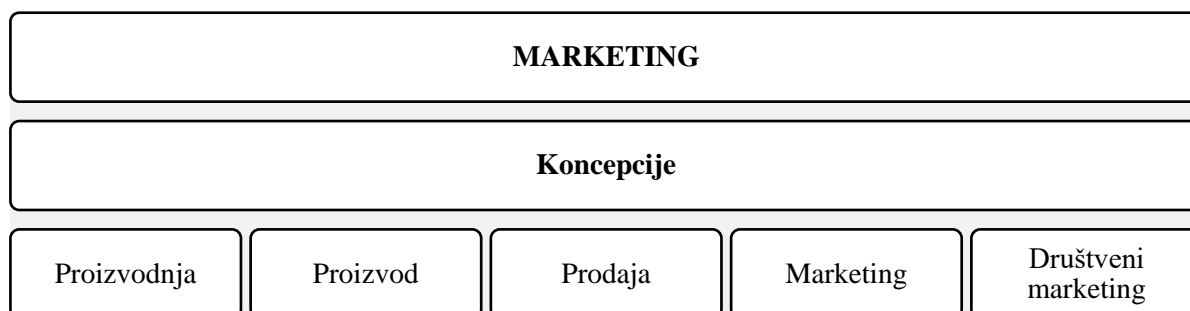 MARKETING
Koncepcije
Proizvodnja
Proizvod
Prodaja
Marketing
Društveni
marketing